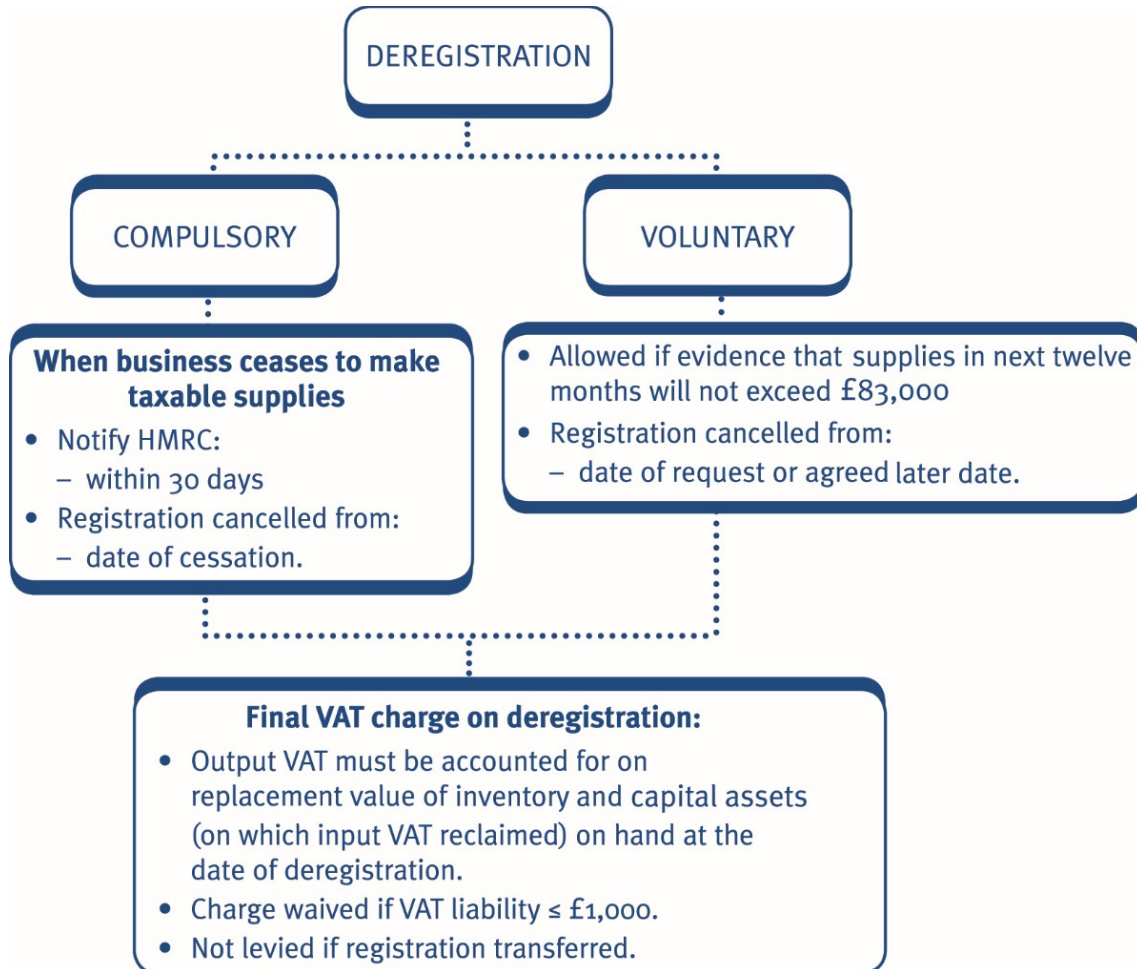 DEREGISTRATION
COMPULSORY
VOLUNTARY
When business ceases to make
taxable supplies
• Notify HMRC:
– within 30 days
• Registration cancelled from:
– date of cessation.
• Allowed if evidence that supplies in next twelve
months will not exceed £83,000
• Registration cancelled from:
– date of request or agreed later date.
Final VAT charge on deregistration:
• Output VAT must be accounted for on
replacement value of inventory and capital assets
(on which input VAT reclaimed) on hand at the
date of deregistration.
• Charge waived if VAT liability ≤ £1,000.
• Not levied if registration transferred.